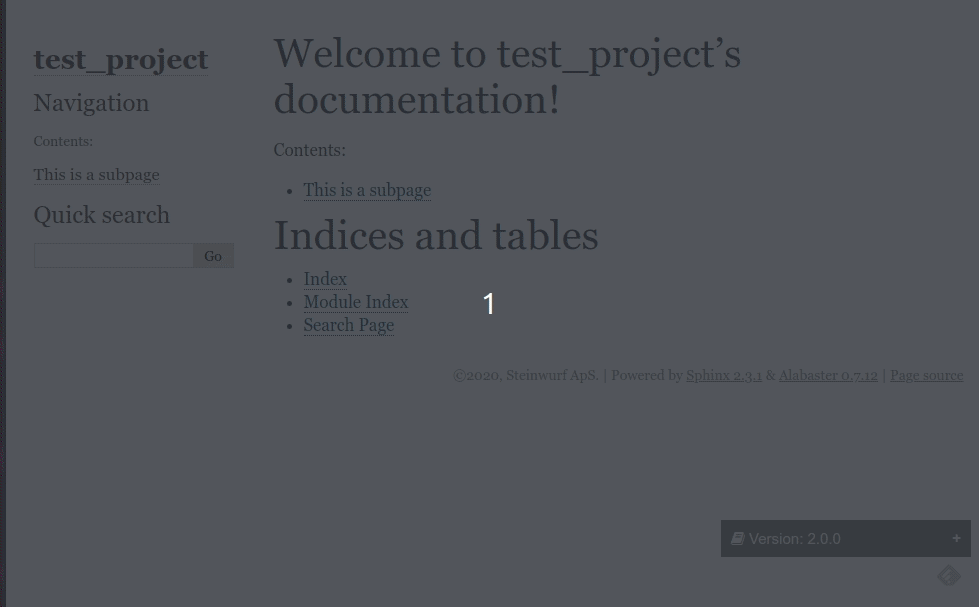 test_project
Navigation
Contents:
This is a subpage
Quick search
Go
Welcome to test_project’s
documentation!
Contents:
• This is a subpage
Indices and tables
• Index
• Module Index
• Search Page
1
©2020, Steinwurf ApS. | Powered by Sphinx 2.3.1 & Alabaster 0.7.12 | Page source
Version: 2.0.0 +